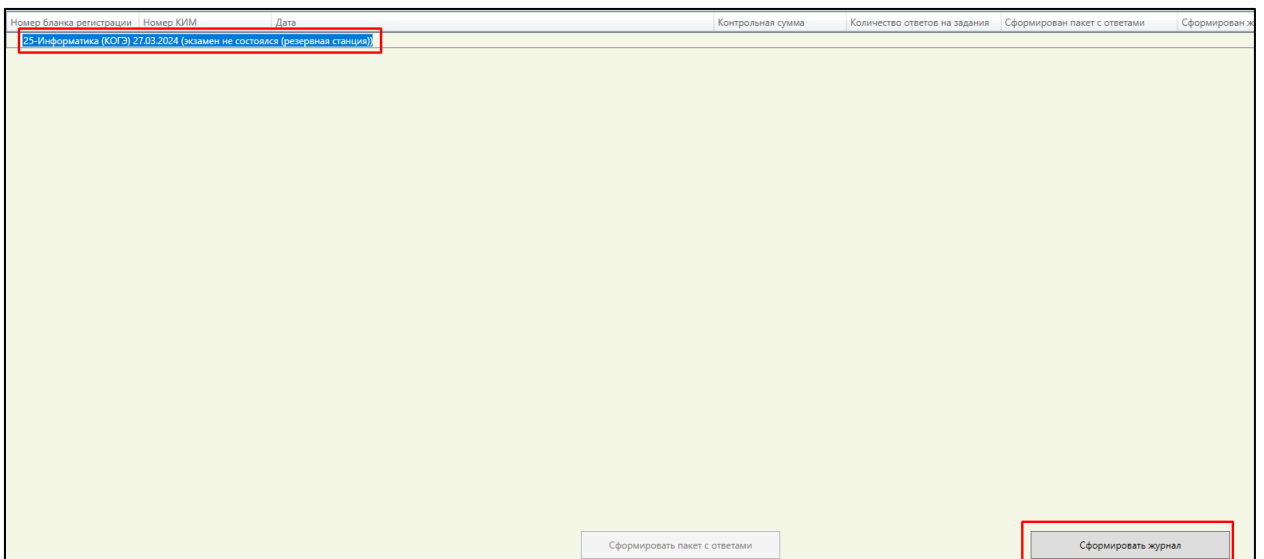 Номер бланка регистрации Номер КИМ Дата Контрольная сумма Количество ответов на задания Сформирован пакет с ответами Сформирован ж
25-Информатика (КОГЭ) 27.03.2024 (экзамен не состоялся (резервная станция))
Сформировать пакет с ответами Сформировать журнал